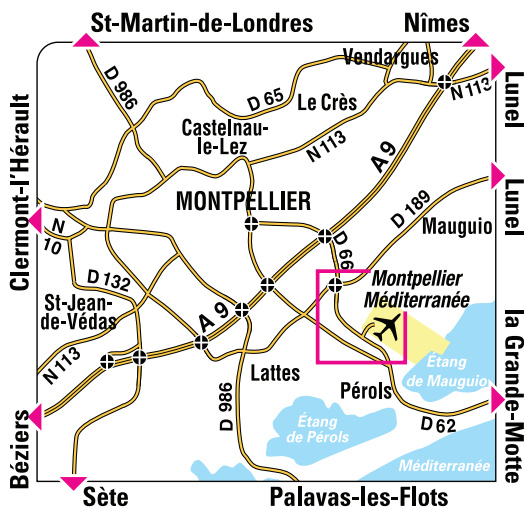 St-Martin-de-Londres
Nîmes
Vendargues
D 986
D 65
Le Crès
N 113
Lunel
Castelnau-
le-Lez
N 113
A 9
Clermont-l'Hérault
MONTPELLIER
D 189
Lunel
N
10
D 66
Mauguio
D 132
Montpellier
Méditerranée
St-Jean-
de-Védas
A 9
la Grande-Motte
N 113
Lattes
Étang
de Mauguio
Pérols
D 986
Étang
de Pérols
D 62
Béziers
Méditerranée
Sète
Palavas-les-Flots